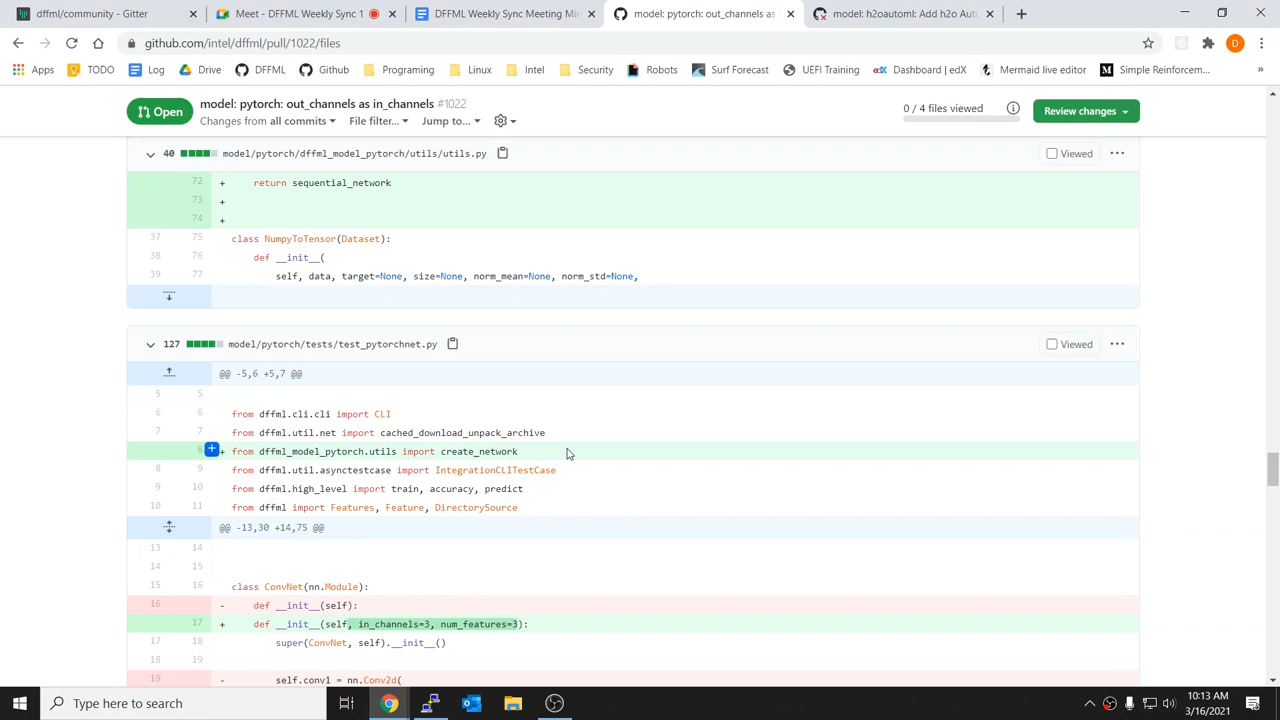 dffml/community - Gitter
Meet - DFFML Weekly Sync 1
DFFML Weekly Sync Meeting Min
model: pytorch: out_channels as
model: h2oautoml: Add h2o Aut
github.com/intel/dffml/pull/1022/files
D
Apps
TODO
Log
Drive
DFFML
Github
Programing
Linux
Intel
Security
Robots
Surf Forecast
UEFI Training
Dashboard | edX
Mermaid live editor
Simple Reinforcem...
»
Open
model: pytorch: out_channels as in_channels #1022
Changes from all commits
File filter...
Jump to...
0 / 4 files viewed
Review changes
40 model/pytorch/dffml_model_pytorch/utils/utils.py
Viewed
72 + return sequential_network
73 +
74 +
37 75 class NumpyToTensor(Dataset):
38 76 def __init__(
39 77 self, data, target=None, size=None, norm_mean=None, norm_std=None,
127 model/pytorch/tests/test_pytorchnet.py
Viewed
@@ -5,6 +5,7 @@
5 5
6 6 from dffml.cli.cli import CLI
7 7 from dffml.util.net import cached_download_unpack_archive
8 + from dffml_model_pytorch.utils import create_network
8 9 from dffml.util.asynctestcase import IntegrationCLITestCase
9 10 from dffml.high_level import train, accuracy, predict
10 11 from dffml import Features, Feature, DirectorySource
@@ -13,30 +14,75 @@
13 14
14 15
15 16 class ConvNet(nn.Module):
16 - def __init__(self):
17 + def __init__(self, in_channels=3, num_features=3):
17 18 super(ConvNet, self).__init__()
18 19
19 - self.conv1 = nn.Conv2d(
Type here to search
10:13 AM
3/16/2021